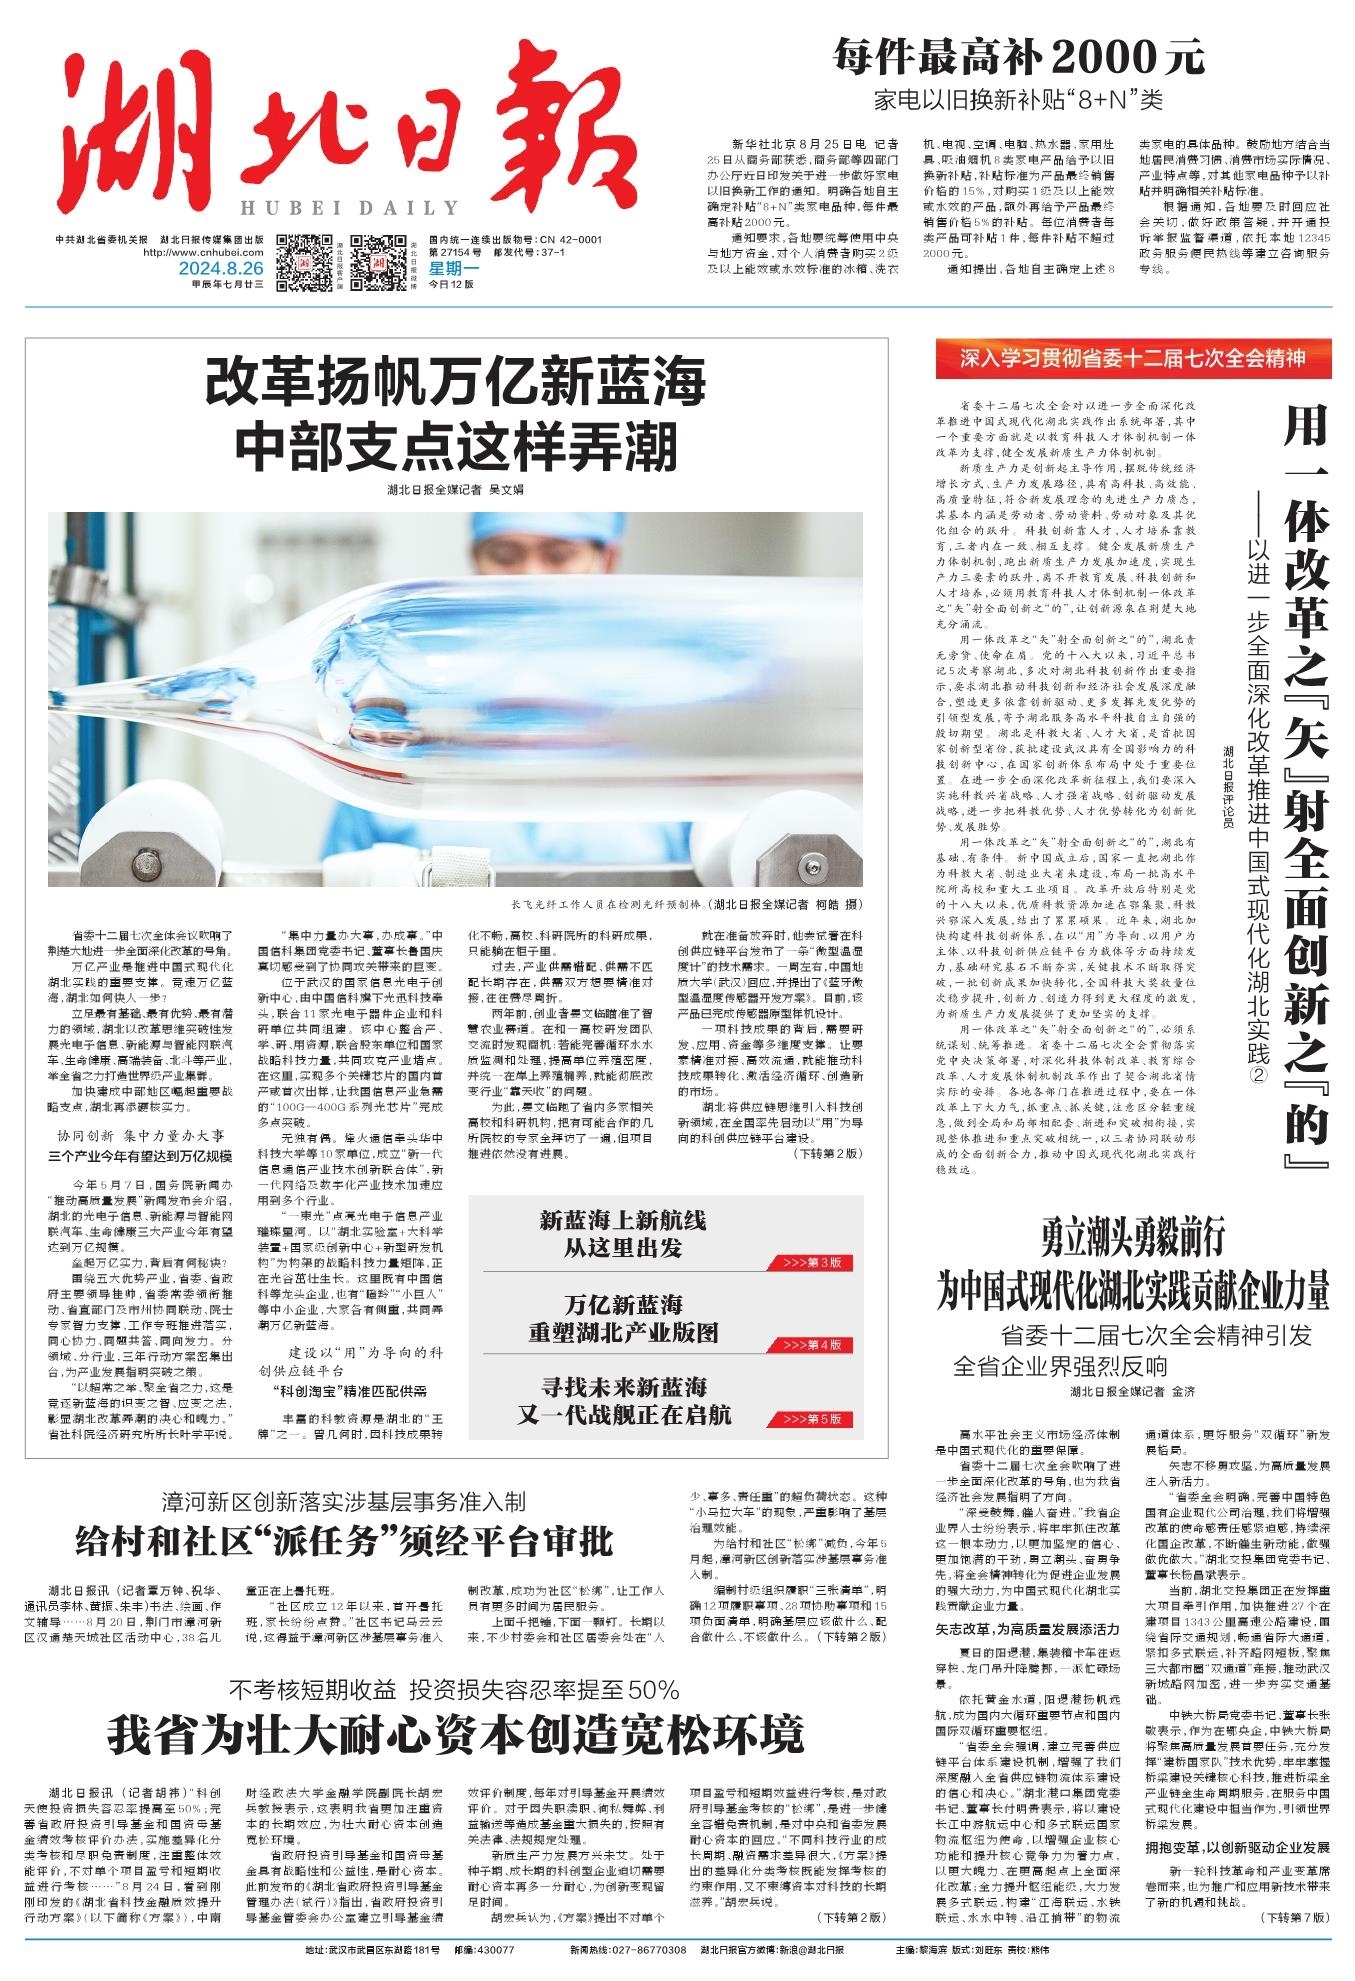 湖北日報
HUBEI DAILY
中共湖北省委机关报 湖北日报传媒集团出版
http://www.cnhubei.com
2024.8.26
甲辰年七月廿三
湖北日报客户端
湖北日报微博
国内统一连续出版物号:CN 42-0001
第27154号 邮发代号:37-1
星期一
今日12版
每件最高补2000元
家电以旧换新补贴“8+N”类
新华社北京8月25日电 记者
25日从商务部获悉,商务部等四部门
办公厅近日印发关于进一步做好家电
以旧换新工作的通知。明确各地自主
确定补贴“8+N”类家电品种,每件最
高补贴2000元。
通知要求,各地要统筹使用中央
与地方资金,对个人消费者购买2级
及以上能效或水效标准的冰箱、洗衣
机、电视、空调、电脑、热水器、家用灶
具、吸油烟机8类家电产品给予以旧
换新补贴,补贴标准为产品最终销售
价格的15%,对购买1级及以上能效
或水效的产品,额外再给予产品最终
销售价格5%的补贴。每位消费者每
类产品可补贴1件,每件补贴不超过
2000元。
通知提出,各地自主确定上述8
类家电的具体品种。鼓励地方结合当
地居民消费习惯、消费市场实际情况、
产业特点等,对其他家电品种予以补
贴并明确相关补贴标准。
根据通知,各地要及时回应社
会关切,做好政策答疑,并开通投
诉举报监督渠道,依托本地12345
政务服务便民热线等建立咨询服务
专线。
改革扬帆万亿新蓝海
中部支点这样弄潮
湖北日报全媒记者 吴文娟
长飞光纤工作人员在检测光纤预制棒。(湖北日报全媒记者 柯皓 摄)
省委十二届七次全体会议吹响了
荆楚大地进一步全面深化改革的号角。
万亿产业是推进中国式现代化
湖北实践的重要支撑。竞速万亿蓝
海,湖北如何快人一步?
立足最有基础、最有优势、最有潜
力的领域,湖北以改革思维突破性发
展光电子信息、新能源与智能网联汽
车、生命健康、高端装备、北斗等产业,
举全省之力打造世界级产业集群。
加快建成中部地区崛起重要战
略支点,湖北再添硬核实力。
协同创新 集中力量办大事
三个产业今年有望达到万亿规模
今年5月7日,国务院新闻办
“推动高质量发展”新闻发布会介绍,
湖北的光电子信息、新能源与智能网
联汽车、生命健康三大产业今年有望
达到万亿规模。
垒起万亿实力,背后有何秘诀?
围绕五大优势产业,省委、省政
府主要领导挂帅,省委常委领衔推
动、省直部门及市州协同联动、院士
专家智力支撑、工作专班推进落实,
同心协力、同题共答、同向发力。分
领域、分行业,三年行动方案密集出
台,为产业发展指明突破之策。
“以超常之举、聚全省之力,这是
竞逐新蓝海的识变之智、应变之法,
彰显湖北改革弄潮的决心和魄力。”
省社科院经济研究所所长叶学平说。
“集中力量办大事、办成事。”中
国信科集团党委书记、董事长鲁国庆
真切感受到了协同攻关带来的巨变。
位于武汉的国家信息光电子创
新中心,由中国信科旗下光迅科技牵
头,联合11家光电子器件企业和科
研单位共同组建。该中心整合产、
学、研、用资源,联合股东单位和国家
战略科技力量,共同攻克产业堵点。
在这里,实现多个关键芯片的国内首
产或首次出样,让我国信息产业急需
的“100G—400G系列光芯片”完成
多点突破。
无独有偶。烽火通信牵头华中
科技大学等10家单位,成立“新一代
信息通信产业技术创新联合体”,新
一代网络及数字化产业技术加速应
用到多个行业。
“一束光”点亮光电子信息产业
璀璨星河。以“湖北实验室+大科学
装置+国家级创新中心+新型研发机
构”为构架的战略科技力量矩阵,正
在光谷茁壮生长。这里既有中国信
科等龙头企业,也有“瞪羚”“小巨人”
等中小企业,大家各有侧重,共同弄
潮万亿新蓝海。
建设以“用”为导向的科
创供应链平台
“科创淘宝”精准匹配供需
丰富的科教资源是湖北的“王
牌”之一。曾几何时,因科技成果转
化不畅,高校、科研院所的科研成果,
只能躺在柜子里。
过去,产业供需错配、供需不匹
配长期存在,供需双方想要精准对
接,往往费尽周折。
两年前,创业者晏文临瞄准了智
慧农业赛道。在和一高校研发团队
交流时发现商机:若能完善循环水水
质监测和处理、提高单位养殖密度,
并统一在岸上养殖桶养,就能彻底改
变行业“靠天收”的问题。
为此,晏文临跑了省内多家相关
高校和科研机构,把有可能合作的几
所院校的专家全拜访了一遍,但项目
推进依然没有进展。
就在准备放弃时,他尝试着在科
创供应链平台发布了一条“微型温湿
度计”的技术需求。一周左右,中国地
质大学(武汉)回应,并提出了《蓝牙微
型温湿度传感器开发方案》。目前,该
产品已完成传感器原型样机设计。
一项科技成果的背后,需要研
发、应用、资金等多维度支撑。让要
素精准对接、高效流通,就能推动科
技成果转化、激活经济循环、创造新
的市场。
湖北将供应链思维引入科技创
新领域,在全国率先启动以“用”为导
向的科创供应链平台建设。
(下转第2版)
新蓝海上新航线
从这里出发
>>>第3版
万亿新蓝海
重塑湖北产业版图
>>>第4版
寻找未来新蓝海
又一代战舰正在启航
>>>第5版
深入学习贯彻省委十二届七次全会精神
用一体改革之『矢』射全面创新之『的』
——以进一步全面深化改革推进中国式现代化湖北实践②
湖北日报评论员
省委十二届七次全会对以进一步全面深化改
革推进中国式现代化湖北实践作出系统部署,其中
一个重要方面就是以教育科技人才体制机制一体
改革为支撑,健全发展新质生产力体制机制。
新质生产力是创新起主导作用,摆脱传统经济
增长方式、生产力发展路径,具有高科技、高效能、
高质量特征,符合新发展理念的先进生产力质态,
其基本内涵是劳动者、劳动资料、劳动对象及其优
化组合的跃升。科技创新靠人才,人才培养靠教
育,三者内在一致、相互支撑。健全发展新质生产
力体制机制,跑出新质生产力发展加速度,实现生
产力三要素的跃升,离不开教育发展、科技创新和
人才培养,必须用教育科技人才体制机制一体改革
之“矢”射全面创新之“的”,让创新源泉在荆楚大地
充分涌流。
用一体改革之“矢”射全面创新之“的”,湖北责
无旁贷、使命在肩。党的十八大以来,习近平总书
记5次考察湖北,多次对湖北科技创新作出重要指
示,要求湖北推动科技创新和经济社会发展深度融
合,塑造更多依靠创新驱动、更多发挥先发优势的
引领型发展,寄予湖北服务高水平科技自立自强的
殷切期望。湖北是科教大省、人才大省,是首批国
家创新型省份,获批建设武汉具有全国影响力的科
技创新中心,在国家创新体系布局中处于重要位
置。在进一步全面深化改革新征程上,我们要深入
实施科教兴省战略、人才强省战略、创新驱动发展
战略,进一步把科教优势、人才优势转化为创新优
势、发展胜势。
用一体改革之“矢”射全面创新之“的”,湖北有
基础、有条件。新中国成立后,国家一直把湖北作
为科教大省、制造业大省来建设,布局一批高水平
院所高校和重大工业项目。改革开放后特别是党
的十八大以来,优质科教资源加速在鄂集聚,科教
兴鄂深入发展,结出了累累硕果。近年来,湖北加
快构建科技创新体系,在以“用”为导向、以用户为
主体、以科技创新供应链平台为载体等方面持续发
力,基础研究基石不断夯实,关键技术不断取得突
破,一批创新成果加快转化,全国科技大奖数量位
次稳步提升,创新力、创造力得到更大程度的激发,
为新质生产力发展提供了更加坚实的支撑。
用一体改革之“矢”射全面创新之“的”,必须系
统谋划、统筹推进。省委十二届七次全会贯彻落实
党中央决策部署,对深化科技体制改革、教育综合
改革、人才发展体制机制改革作出了契合湖北省情
实际的安排。各地各部门在推进过程中,要在一体
改革上下大力气,抓重点、抓关键,注意区分轻重缓
急,做到全局和局部相配套、渐进和突破相衔接,实
现整体推进和重点突破相统一,以三者协同联动形
成的全面创新合力,推动中国式现代化湖北实践行
稳致远。
勇立潮头勇毅前行
为中国式现代化湖北实践贡献企业力量
省委十二届七次全会精神引发
全省企业界强烈反响
湖北日报全媒记者 金济
高水平社会主义市场经济体制
是中国式现代化的重要保障。
省委十二届七次全会吹响了进
一步全面深化改革的号角,也为我省
经济社会发展指明了方向。
“深受鼓舞,催人奋进。”我省企
业界人士纷纷表示,将牢牢抓住改革
这一根本动力,以更加坚定的信心、
更加饱满的干劲,勇立潮头、奋勇争
先,将全会精神转化为促进企业发展
的强大动力,为中国式现代化湖北实
践贡献企业力量。
矢志改革,为高质量发展添活力
夏日的阳逻港,集装箱卡车往返
穿梭、龙门吊升降腾挪,一派忙碌场
景。
依托黄金水道,阳逻港扬帆远
航,成为国内大循环重要节点和国内
国际双循环重要枢纽。
“省委全会强调,建立完善供应
链平台体系建设机制,增强了我们
深度融入全省供应链物流体系建设
的信心和决心。”湖北港口集团党委
书记、董事长付明贵表示,将以建设
长江中游航运中心和多式联运国家
物流枢纽为使命,以增强企业核心
功能和提升核心竞争力为着力点,
以更大魄力、在更高起点上全面深
化改革;全力提升枢纽能级,大力发
展多式联运,构建“江海联运、水铁
联运、水水中转、沿江捎带”的物流
通道体系,更好服务“双循环”新发
展格局。
矢志不移勇攻坚,为高质量发展
注入新活力。
“省委全会明确,完善中国特色
国有企业现代公司治理,我们将增强
改革的使命感责任感紧迫感,持续深
化国企改革,不断催生新动能,做强
做优做大。”湖北交投集团党委书记、
董事长杨昌斌表示。
当前,湖北交投集团正在发挥重
大项目牵引作用,加快推进27个在
建项目1343公里高速公路建设,围
绕省际交通规划,畅通省际大通道,
紧扣多式联运,补齐路网短板,聚焦
三大都市圈“双通道”连接,推动武汉
新城路网加密,进一步夯实交通基
础。
中铁大桥局党委书记、董事长张
敬表示,作为在鄂央企,中铁大桥局
将聚焦高质量发展首要任务,充分发
挥“建桥国家队”技术优势,牢牢掌握
桥梁建设关键核心科技,推进桥梁全
产业链全生命周期服务,在服务中国
式现代化建设中担当作为,引领世界
桥梁发展。
拥抱变革,以创新驱动企业发展
新一轮科技革命和产业变革席
卷而来,也为推广和应用新技术带来
了新的机遇和挑战。
(下转第7版)
漳河新区创新落实涉基层事务准入制
给村和社区“派任务”须经平台审批
湖北日报讯 (记者覃万钟、祝华、
通讯员李林、黄振、朱丰)书法、绘画、作
文辅导……8月20日,荆门市漳河新
区汉通楚天城社区活动中心,38名儿
童正在上暑托班。
“社区成立12年以来,首开暑托
班,家长纷纷点赞。”社区书记马云云
说,这得益于漳河新区涉基层事务准入
制改革,成功为社区“松绑”,让工作人
员有更多时间为居民服务。
上面千把锤,下面一颗钉。长期以
来,不少村委会和社区居委会处在“人
少、事多、责任重”的超负荷状态。这种
“小马拉大车”的现象,严重影响了基层
治理效能。
为给村和社区“松绑”减负,今年5
月起,漳河新区创新落实涉基层事务准
入制。
编制村级组织履职“三张清单”,明
确12项履职事项、28项协助事项和15
项负面清单,明确基层应该做什么、配
合做什么、不该做什么。(下转第2版)
不考核短期收益 投资损失容忍率提至50%
我省为壮大耐心资本创造宽松环境
湖北日报讯 (记者胡祎)“科创
天使投资损失容忍率提高至50%;完
善省政府投资引导基金和国资母基
金绩效考核评价办法,实施差异化分
类考核和尽职免责制度,注重整体效
能评价,不对单个项目盈亏和短期收
益进行考核……”8月24日,看到刚
刚印发的《湖北省科技金融质效提升
行动方案》(以下简称《方案》),中南
财经政法大学金融学院副院长胡宏
兵教授表示,这表明我省更加注重资
本的长期效应,为壮大耐心资本创造
宽松环境。
省政府投资引导基金和国资母基
金具有战略性和公益性,是耐心资本。
此前发布的《湖北省政府投资引导基金
管理办法(试行)》指出,省政府投资引
导基金管委会办公室建立引导基金绩
效评价制度,每年对引导基金开展绩效
评价。对于因失职渎职、徇私舞弊、利
益输送等造成基金重大损失的,按照有
关法律、法规规定处理。
新质生产力发展方兴未艾。处于
种子期、成长期的科创型企业迫切需要
耐心资本再多一分耐心,为创新变现留
足时间。
胡宏兵认为,《方案》提出不对单个
项目盈亏和短期效益进行考核,是对政
府引导基金考核的“松绑”,是进一步健
全容错免责机制,是对中央和省委发展
耐心资本的回应。“不同科技行业的成
长周期、融资需求差异很大,《方案》提
出的差异化分类考核既能发挥考核的
约束作用,又不束缚资本对科技的长期
滋养。”胡宏兵说。
(下转第2版)
地址:武汉市武昌区东湖路181号 邮编:430077 新闻热线:027-86770308 湖北日报官方微博:新浪@湖北日报 主编:黎海滨 版式:刘旺东 责校:熊伟